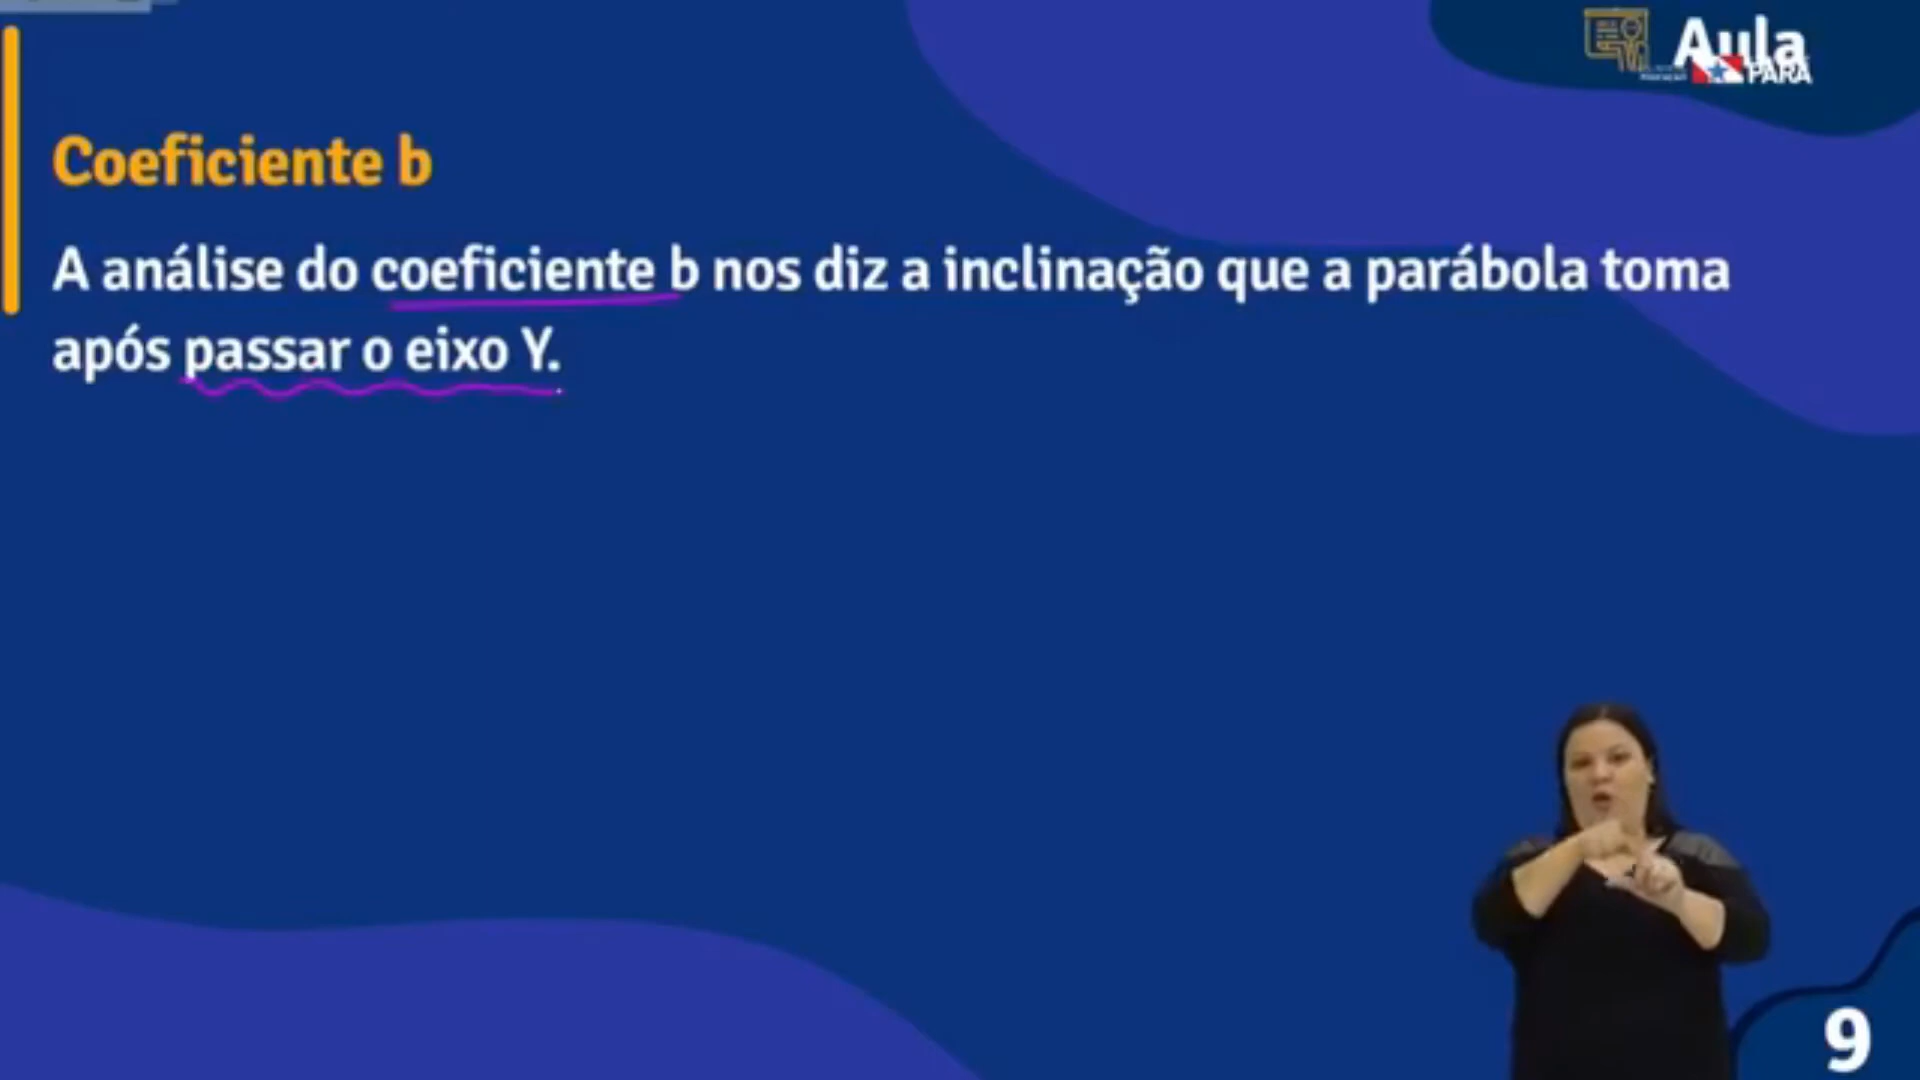 Aula
PARÁ
Coeficiente b
A análise do coeficiente b nos diz a inclinação que a parábola toma
após passar o eixo Y.
9